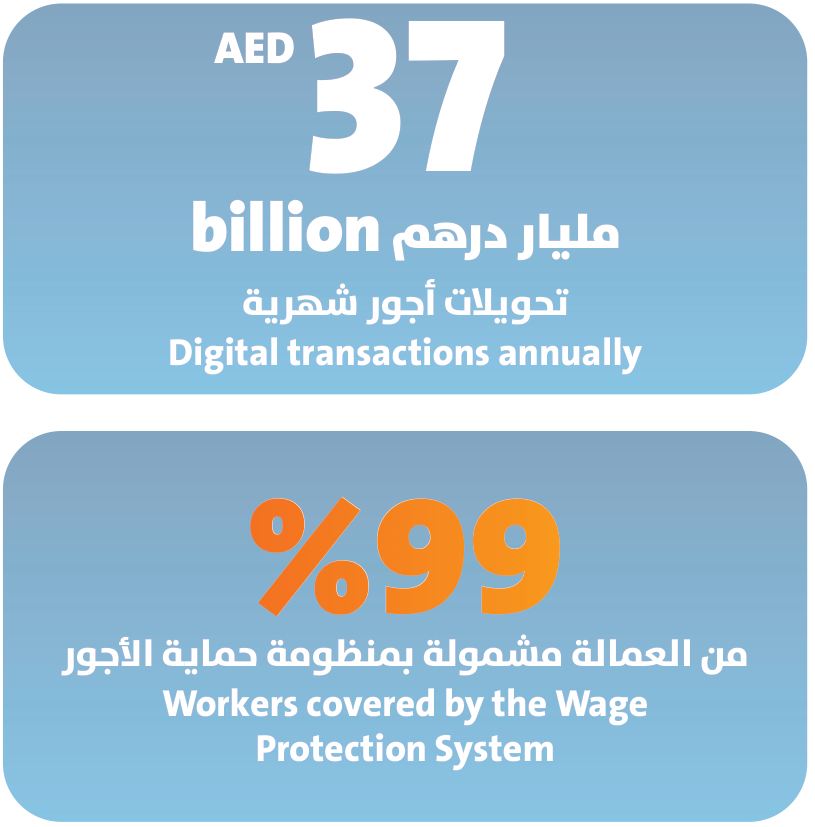 AED 37
billion مليار درهم
تحويلات أجور شهرية
Digital transactions annually
%99
من العمالة مشمولة بمنظومة حماية الأجور
Workers covered by the Wage
Protection System